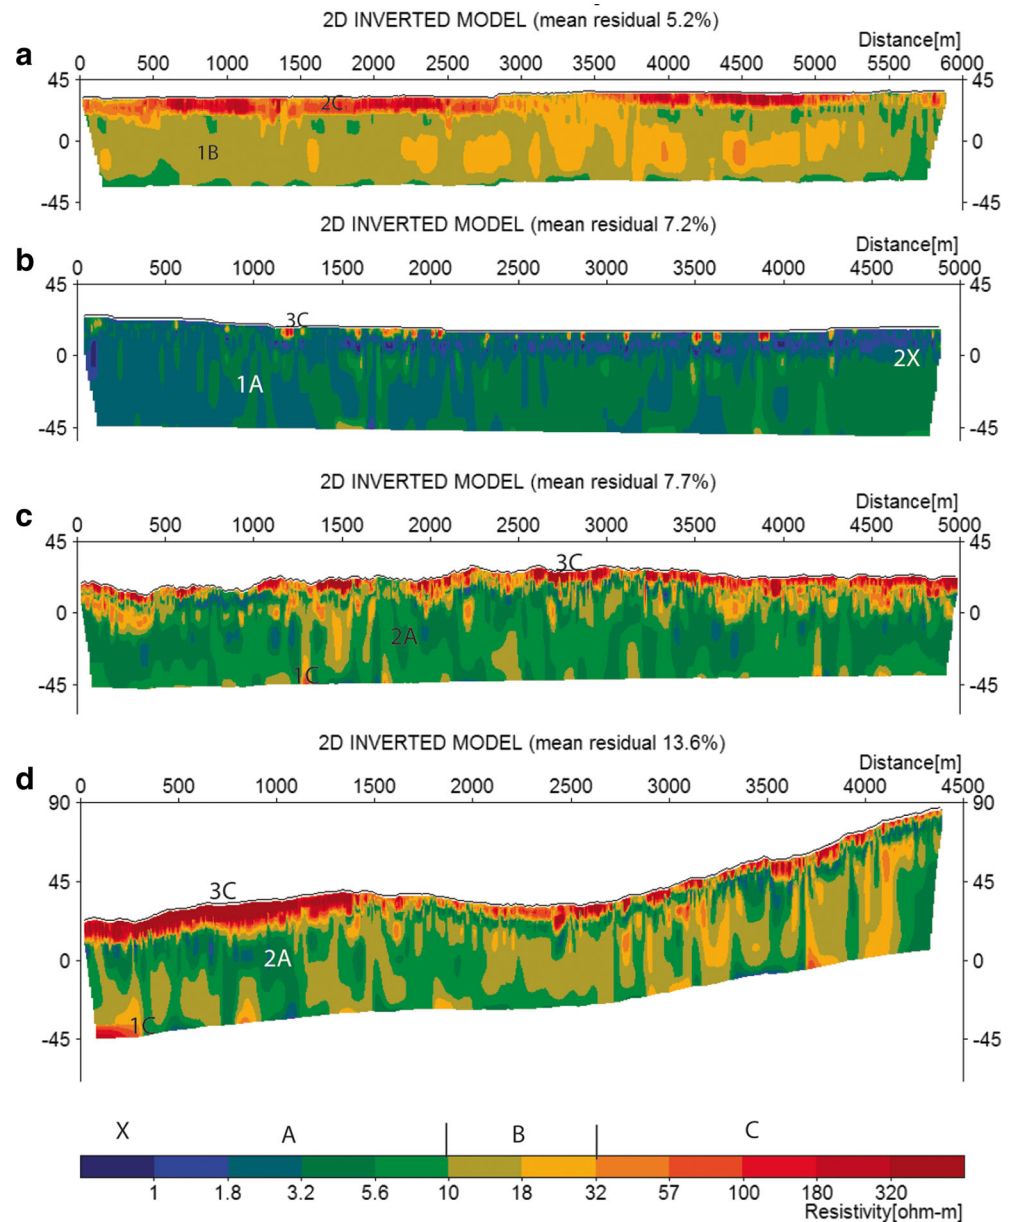 2D INVERTED MODEL (mean residual 5.2%)
a
Distance[m]
0 500 1000 1500 2000 2500 3000 3500 4000 4500 5000 5500 6000
45 45
2C
0 0
1B
-45 -45
2D INVERTED MODEL (mean residual 7.2%)
b
Distance[m]
0 500 1000 1500 2000 2500 3000 3500 4000 4500 5000
45 45
3C
0 0
2X
1A
-45 -45
2D INVERTED MODEL (mean residual 7.7%)
c
Distance[m]
0 500 1000 1500 2000 2500 3000 3500 4000 4500 5000
45 45
3C
0 0
2A
1C
-45 -45
2D INVERTED MODEL (mean residual 13.6%)
d
Distance[m]
0 500 1000 1500 2000 2500 3000 3500 4000 4500
90 90
45 45
3C
2A
0 0
1C
-45 -45
X A B C
1 1.8 3.2 5.6 10 18 32 57 100 180 320
Resistivity[ohm-m]